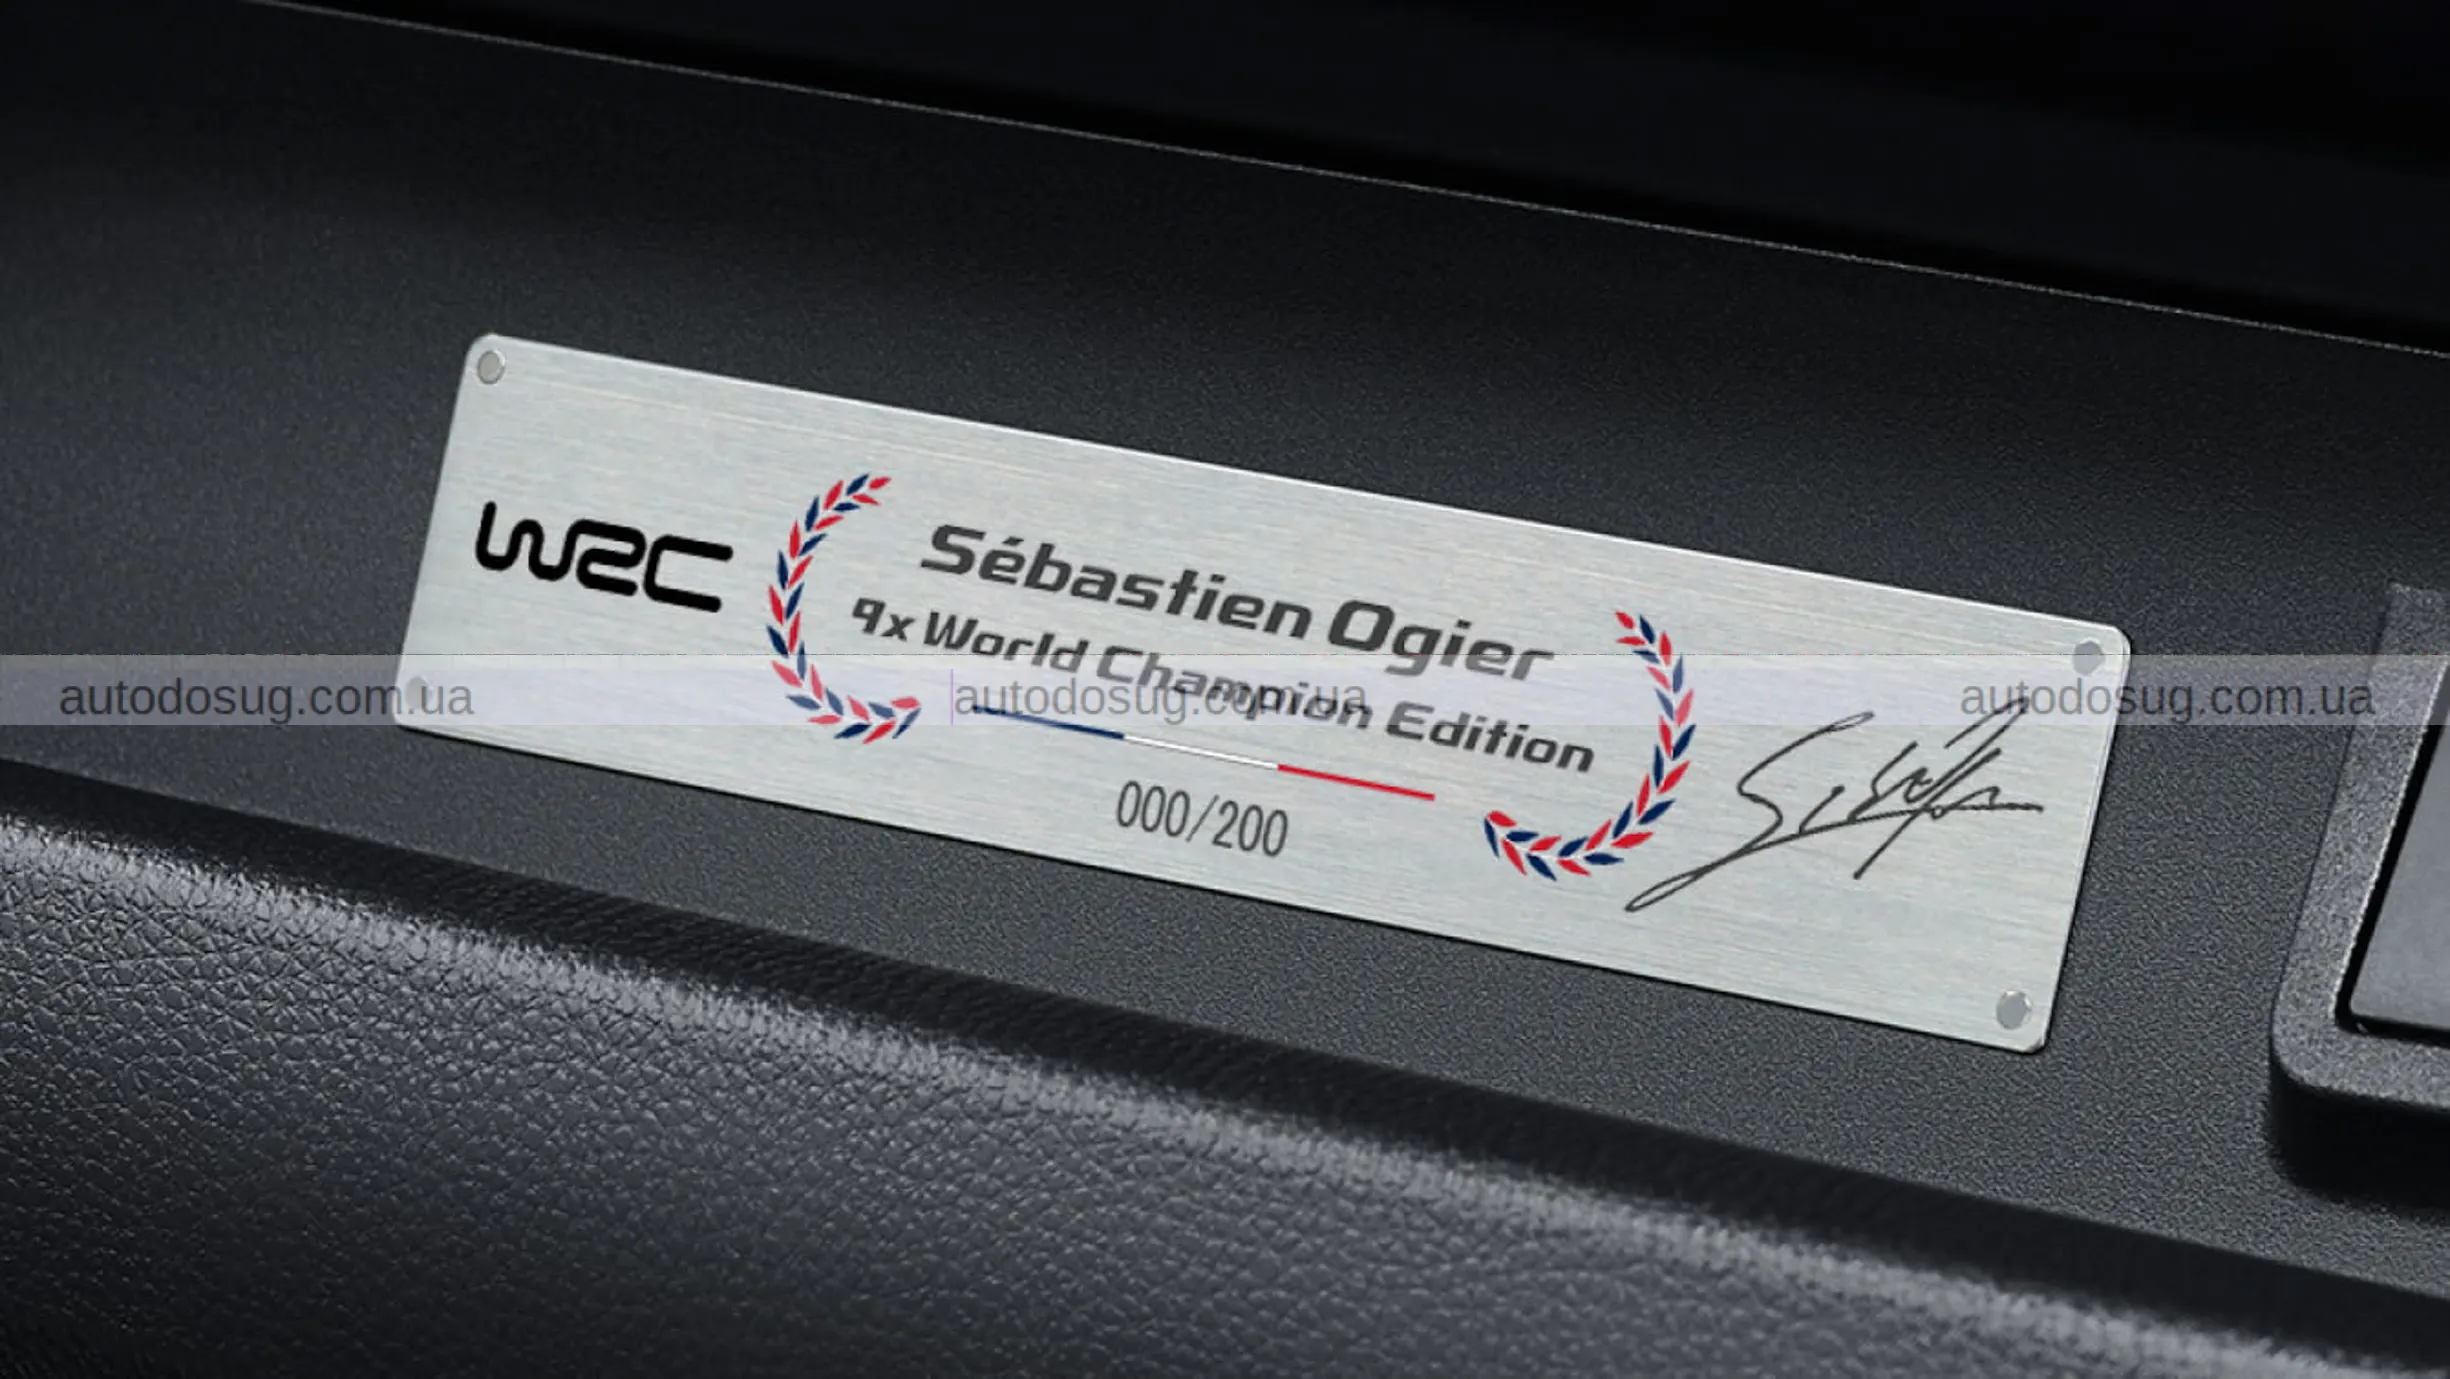 WRC
Sébastien Ogier
9x World Champion Edition
000/200
autodosug.com.ua
autodosug.com.ua
autodosug.com.ua